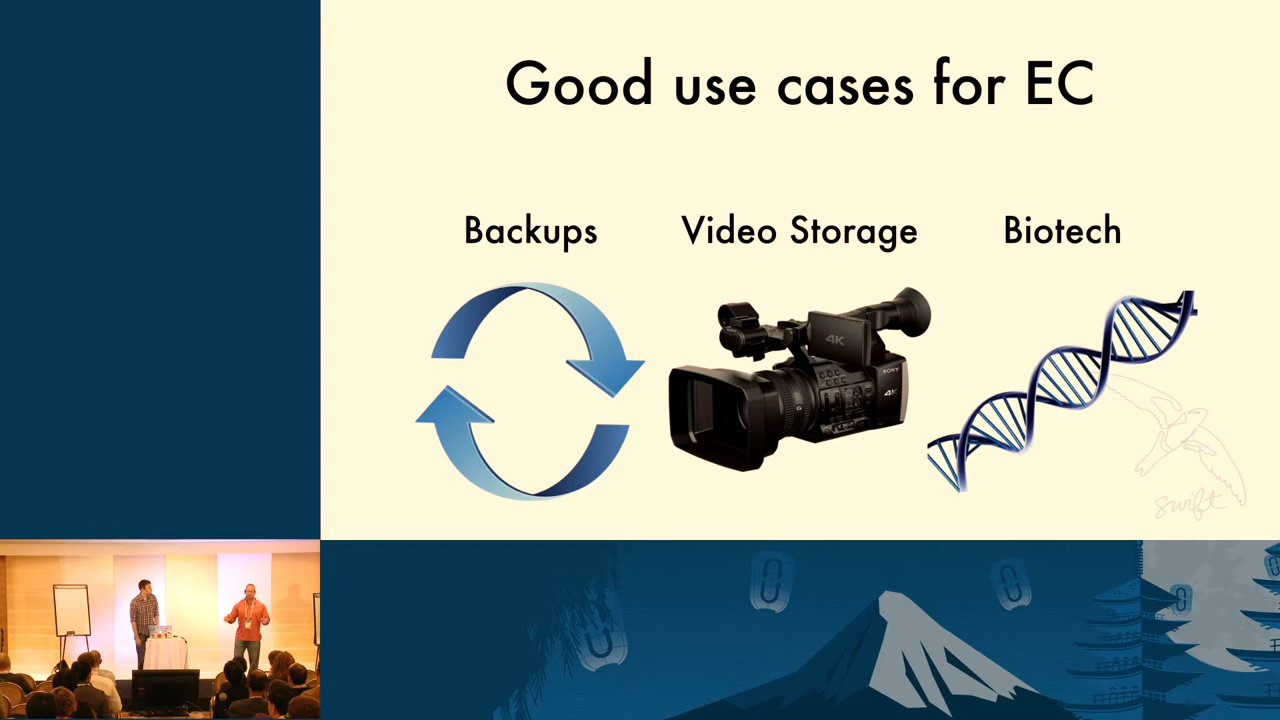 Good use cases for EC
Backups
Video Storage
Biotech
4K
SONY
4K
swift